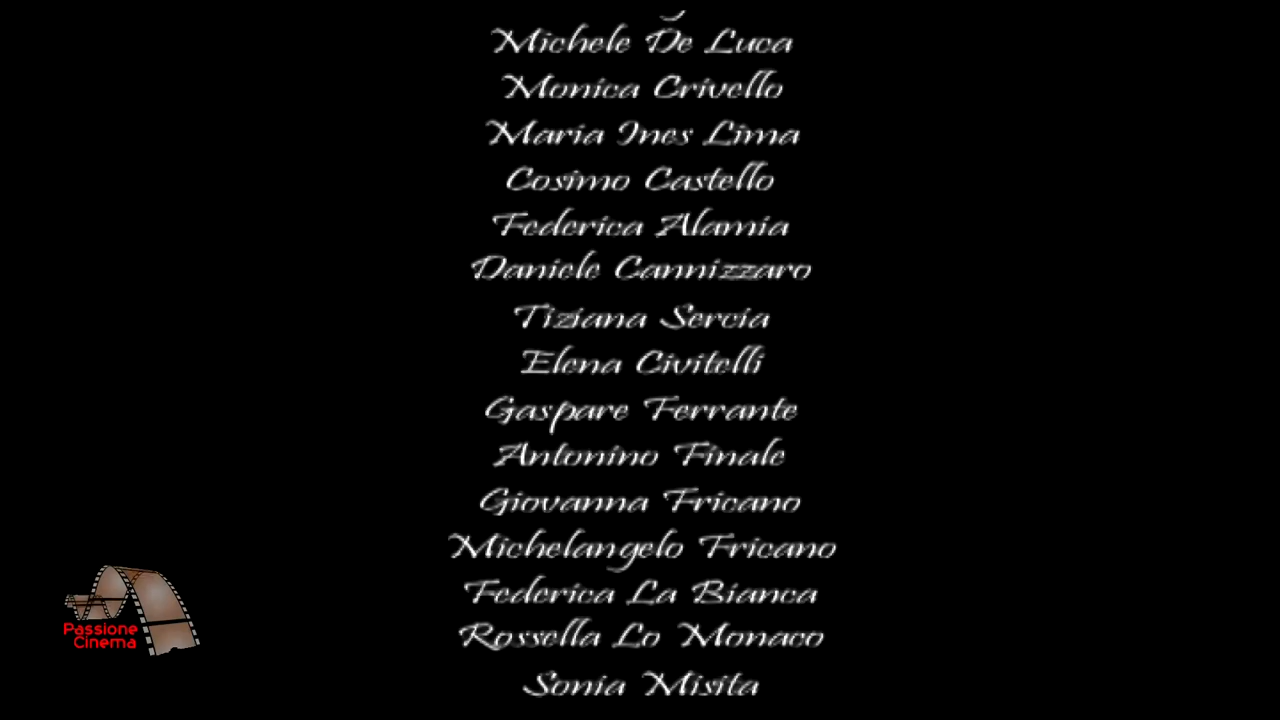 Michele De Luca
Monica Crivello
Maria Ines Lima
Cosimo Castello
Federica Alamia
Daniele Cannizzaro
Tiziana Sercia
Elena Civitelli
Gaspare Ferrante
Antonino Finale
Giovanna Fricano
Michelangelo Fricano
Federica La Bianca
Rossella Lo Monaco
Sonia Misita
Passione
Cinema